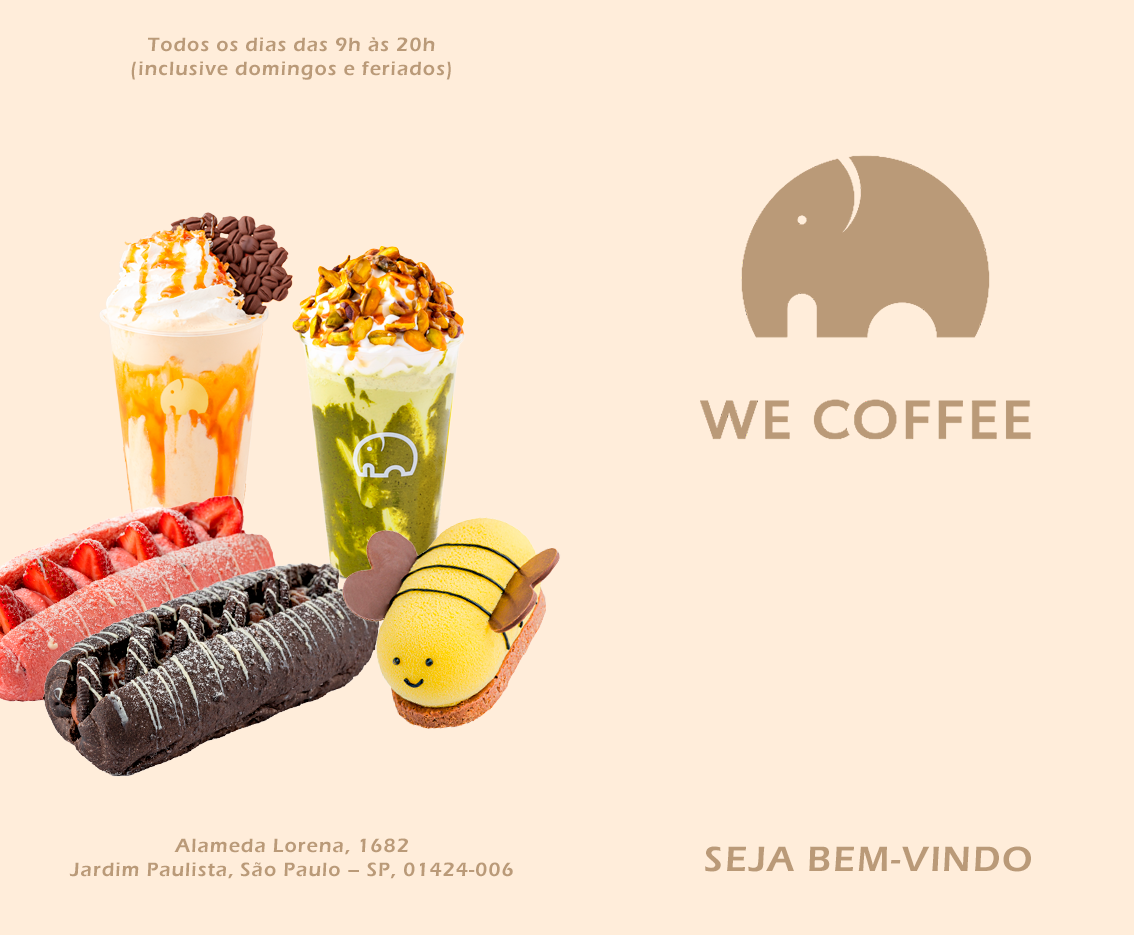 Todos os dias das 9h às 20h
(inclusive domingos e feriados)
Alameda Lorena, 1682
Jardim Paulista, São Paulo – SP, 01424-006
WE COFFEE
SEJA BEM-VINDO